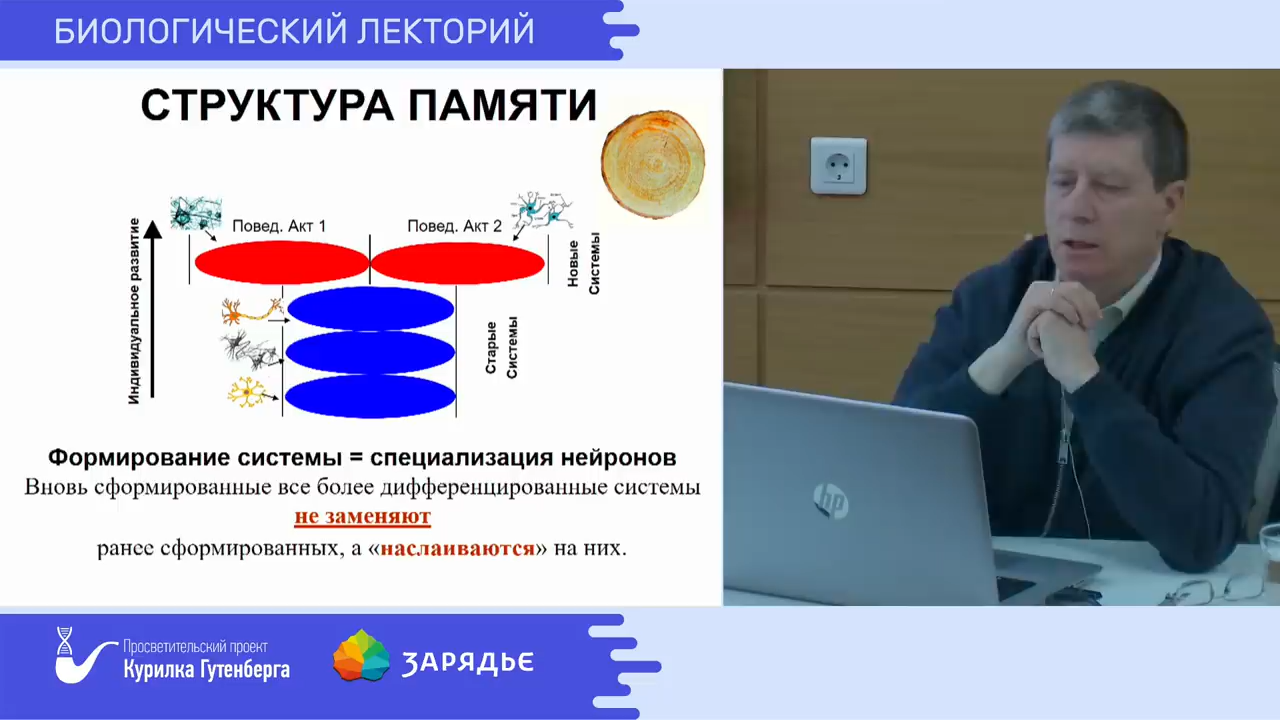 БИОЛОГИЧЕСКИЙ ЛЕКТОРИЙ
СТРУКТУРА ПАМЯТИ
Повед. Акт 1
Повед. Акт 2
Индивидуальное развитие
Новые
Системы
Старые
Системы
Формирование системы = специализация нейронов
Вновь сформированные все более дифференцированные системы
не заменяют
ранее сформированных, а «наслаиваются» на них.
hp
Просветительский проект
Курилка Гутенберга
ЗАРЯДЬЕ